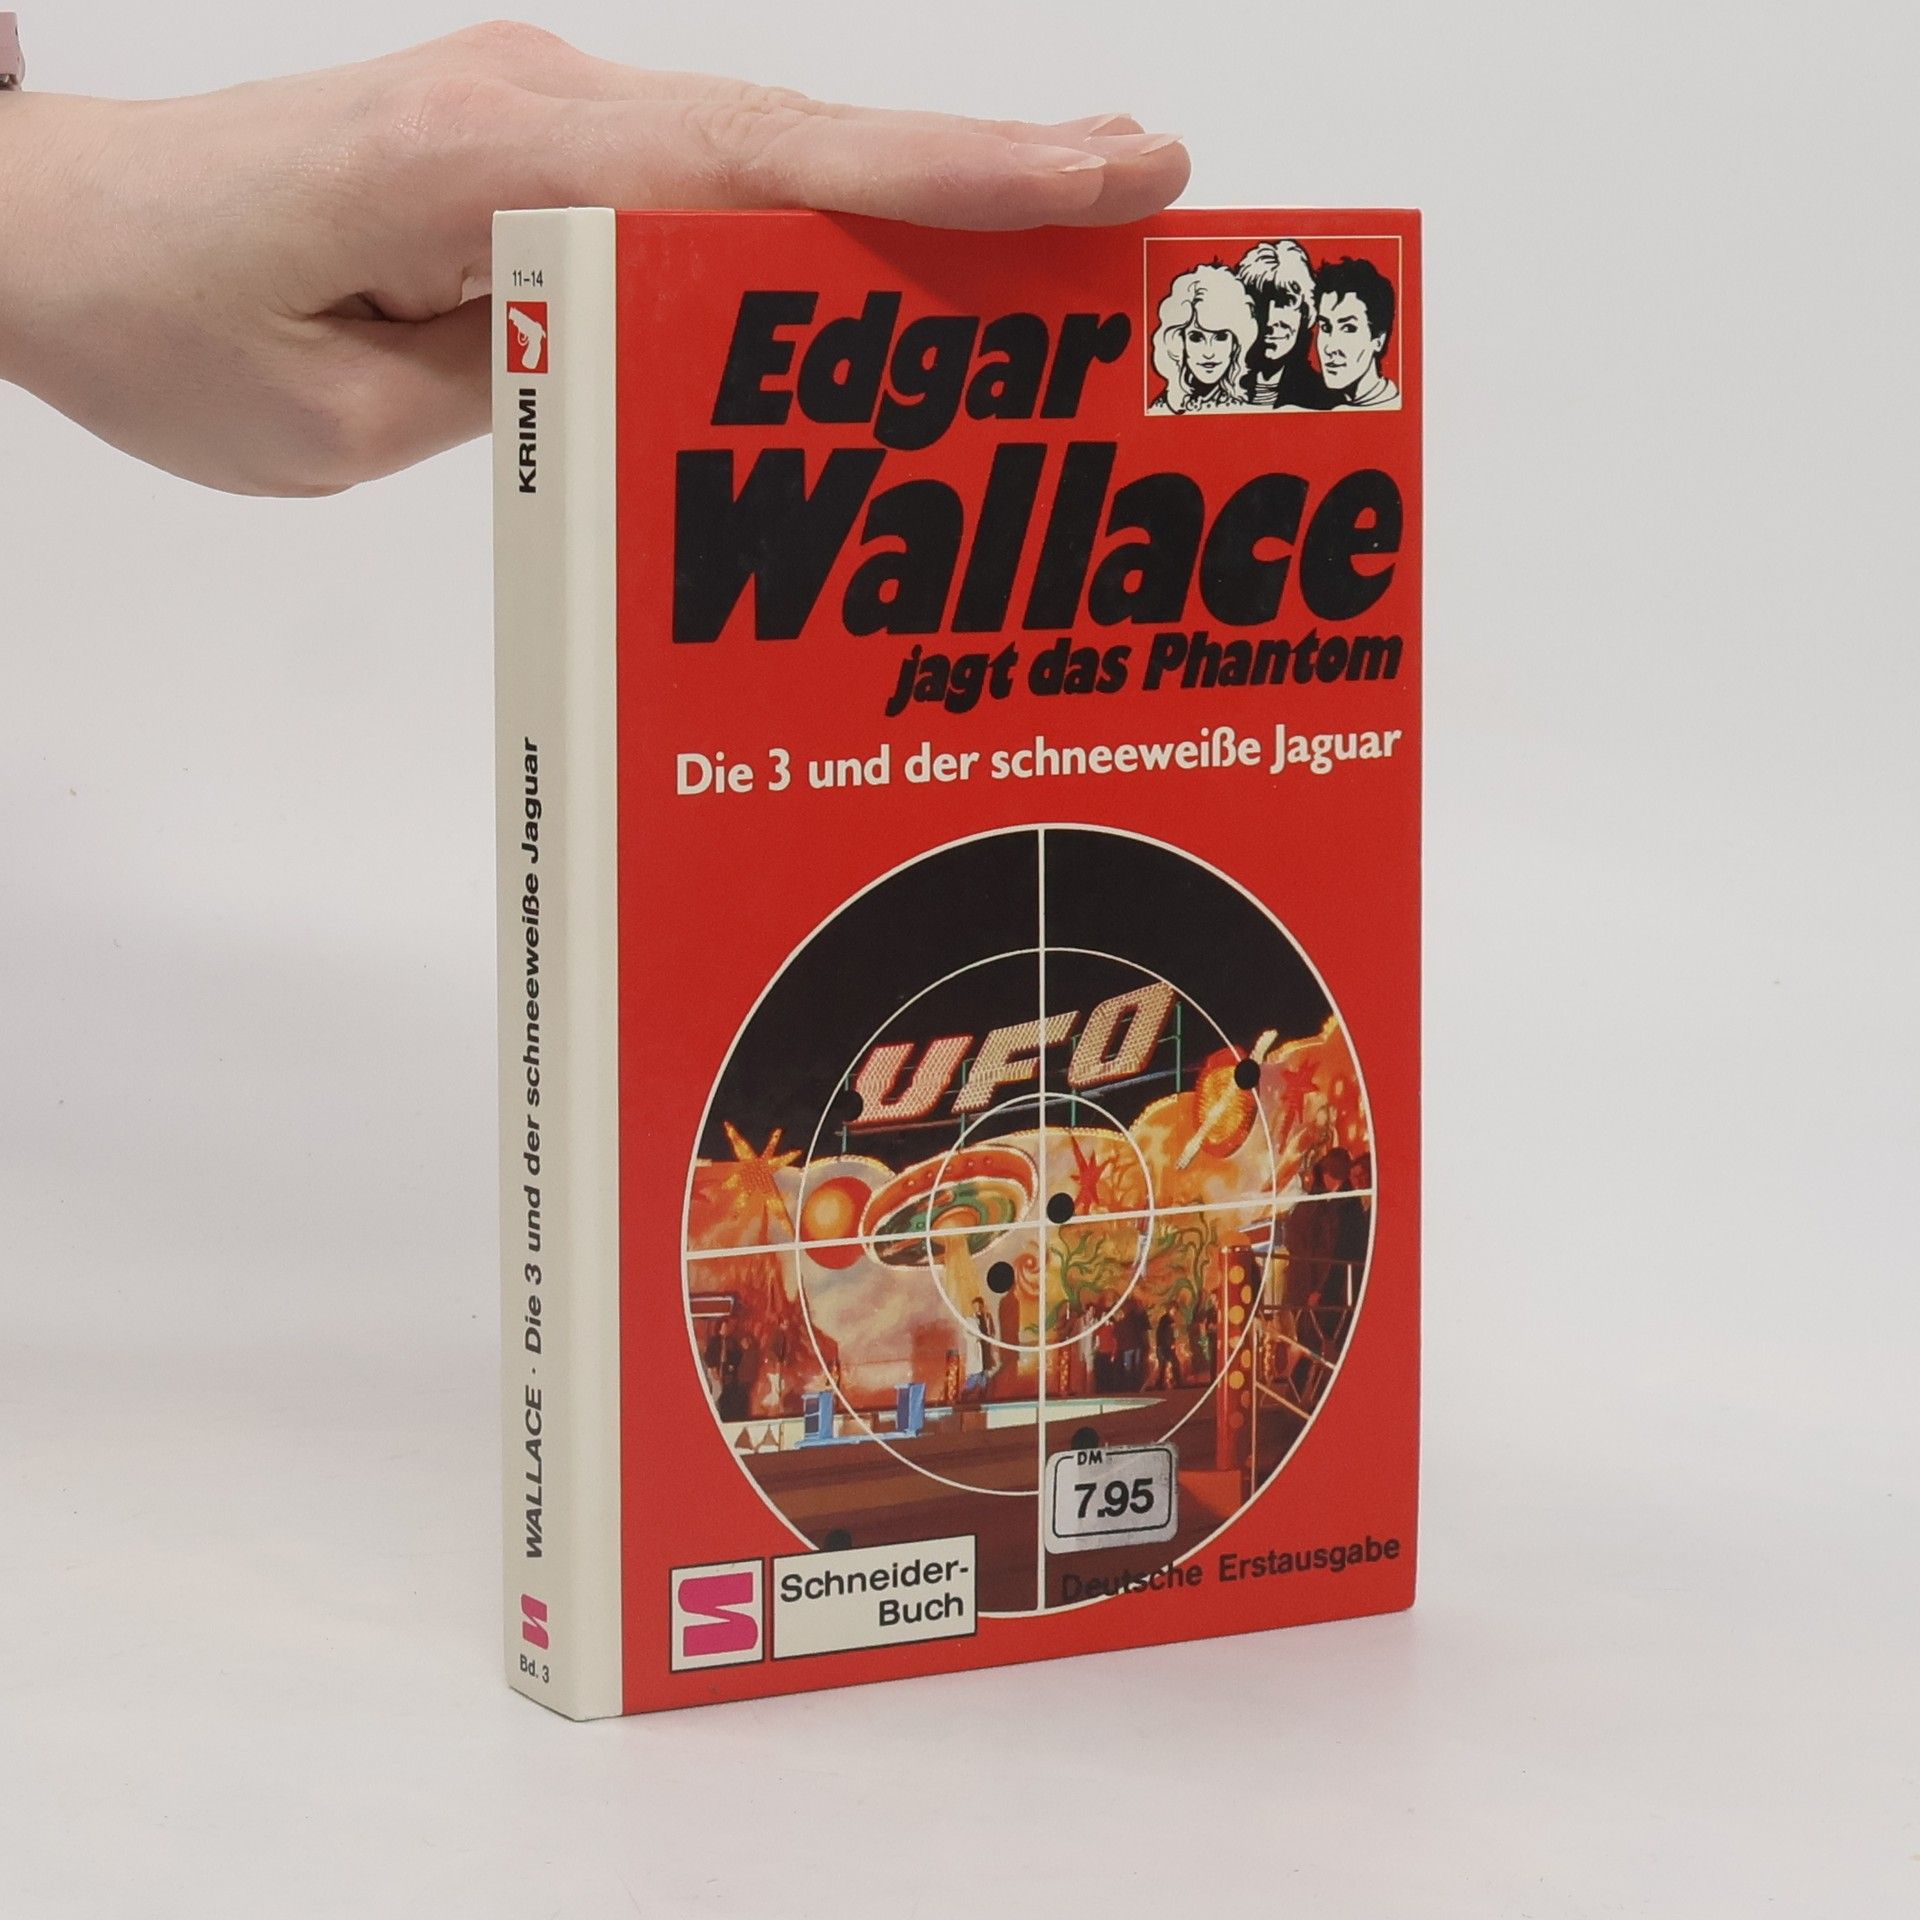 11–14
KRIMI
WALLACE · Die 3 und der schneeweiße Jaguar
Bd. 3
Edgar
Wallace
jagt das Phantom
Die 3 und der schneeweiße Jaguar
UFO
DM
7.95
Schneider-
Buch
Deutsche Erstausgabe